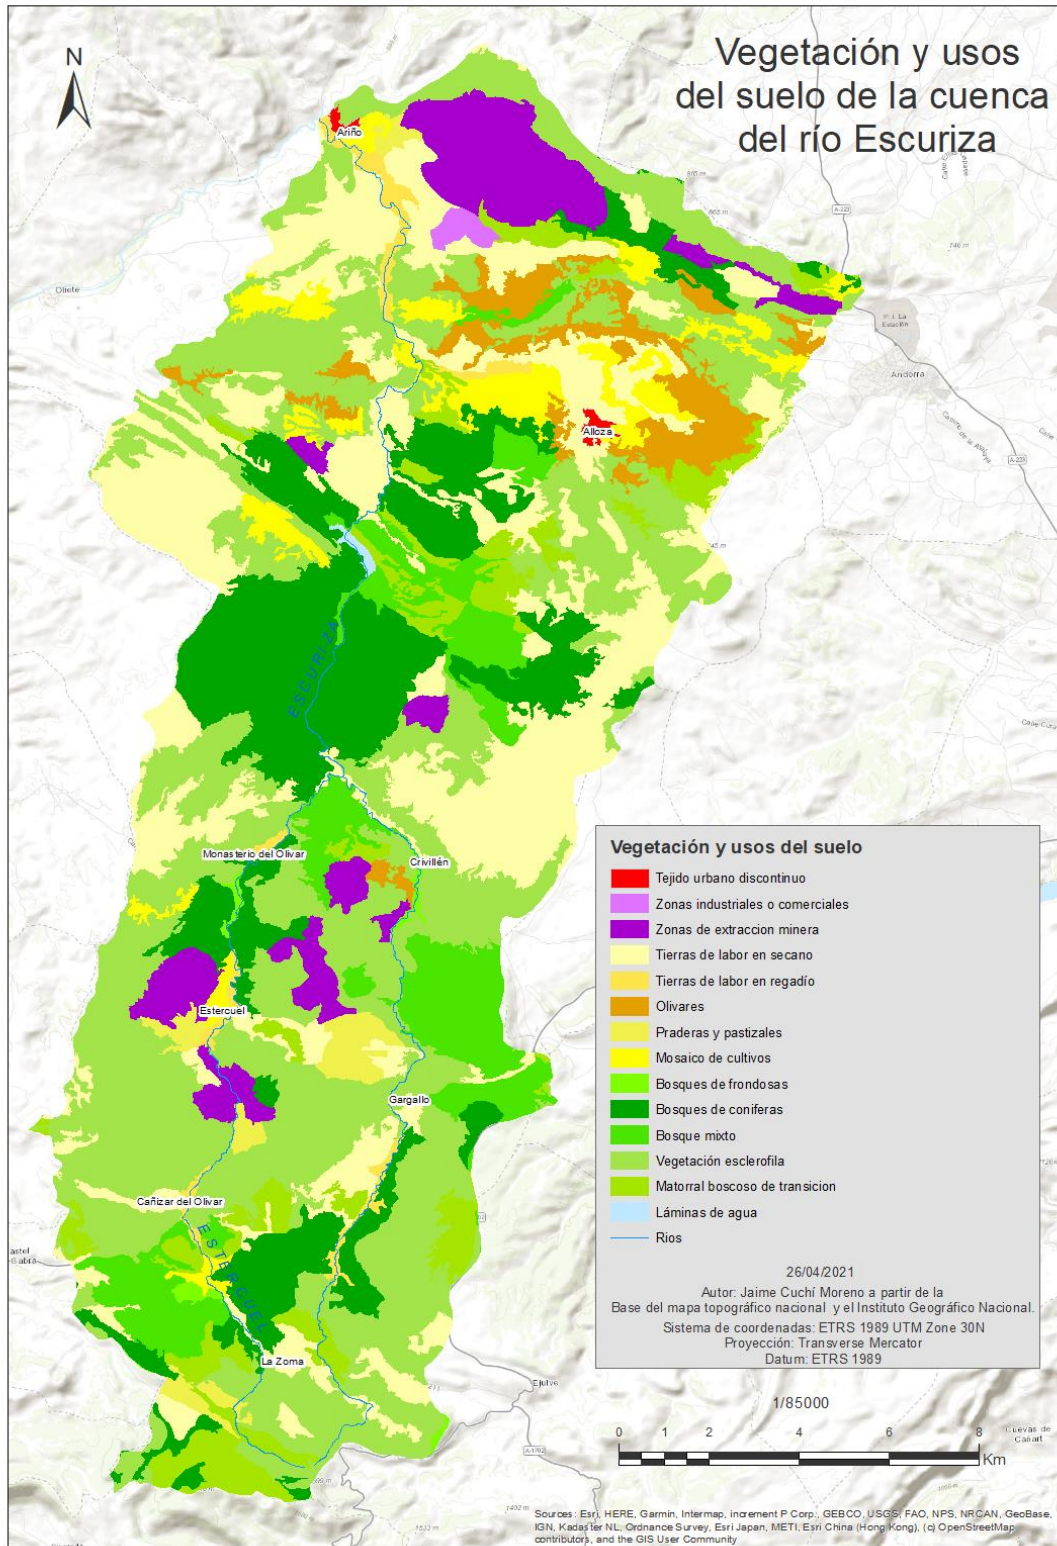 Vegetación y usos
del suelo de la cuenca
del río Escuriza
N
Ariño
Oliete
A-223
P. I. La
Estación
Andorra
Alloza
A-223
ESCURIZA
Monasterio del Olivar
Crivillén
Estercuel
Gargallo
Cañizar del Olivar
ESTERCUEL
La Zoma
Ejulve
Vegetación y usos del suelo
Tejido urbano discontinuo
Zonas industriales o comerciales
Zonas de extraccion minera
Tierras de labor en secano
Tierras de labor en regadío
Olivares
Praderas y pastizales
Mosaico de cultivos
Bosques de frondosas
Bosques de coniferas
Bosque mixto
Vegetación esclerofila
Matorral boscoso de transicion
Láminas de agua
Rios
26/04/2021
Autor: Jaime Cuchí Moreno a partir de la
Base del mapa topográfico nacional y el Instituto Geográfico Nacional.
Sistema de coordenadas: ETRS 1989 UTM Zone 30N
Proyección: Transverse Mercator
Datum: ETRS 1989
1/85000
0 1 2 4 6 8
Km
Cuevas de
Cañart
Sources: Esri, HERE, Garmin, Intermap, increment P Corp., GEBCO, USGS, FAO, NPS, NRCAN, GeoBase,
IGN, Kadaster NL, Ordnance Survey, Esri Japan, METI, Esri China (Hong Kong), (c) OpenStreetMap
contributors, and the GIS User Community